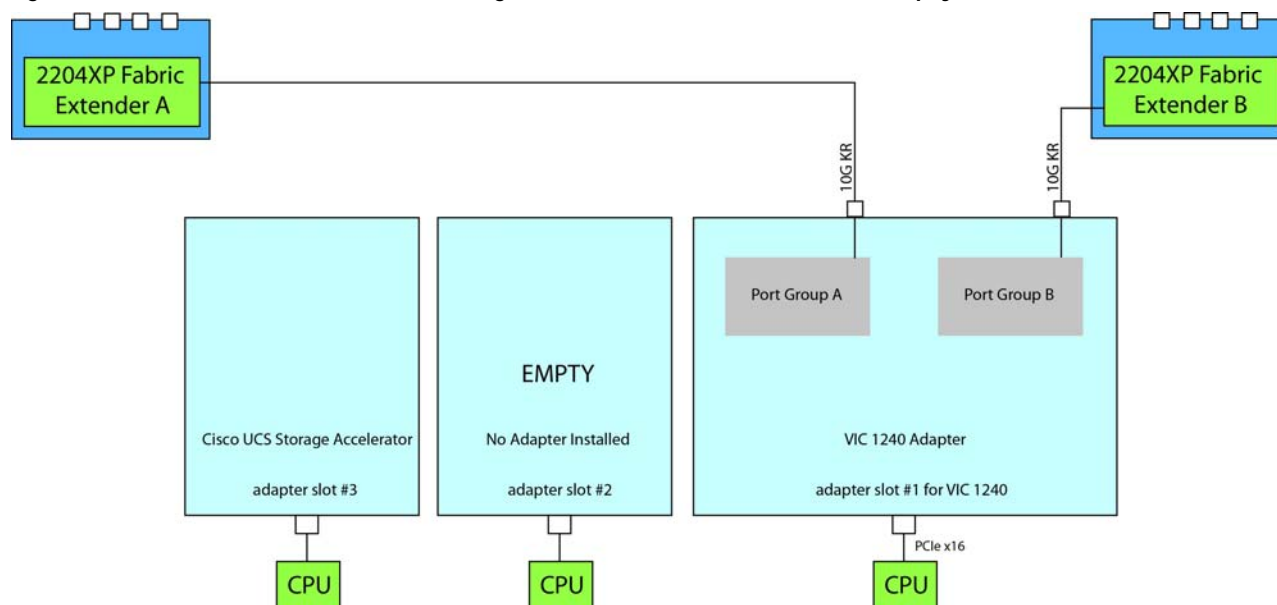 2204XP Fabric
Extender A
2204XP Fabric
Extender B
10G KR
10G KR
Port Group A
Port Group B
EMPTY
Cisco UCS Storage Accelerator
No Adapter Installed
VIC 1240 Adapter
adapter slot #3
adapter slot #2
adapter slot #1 for VIC 1240
PCIe x16
CPU
CPU
CPU